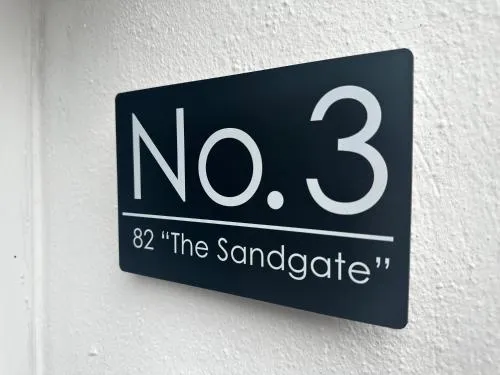 No. 3
82 “The Sandgate”